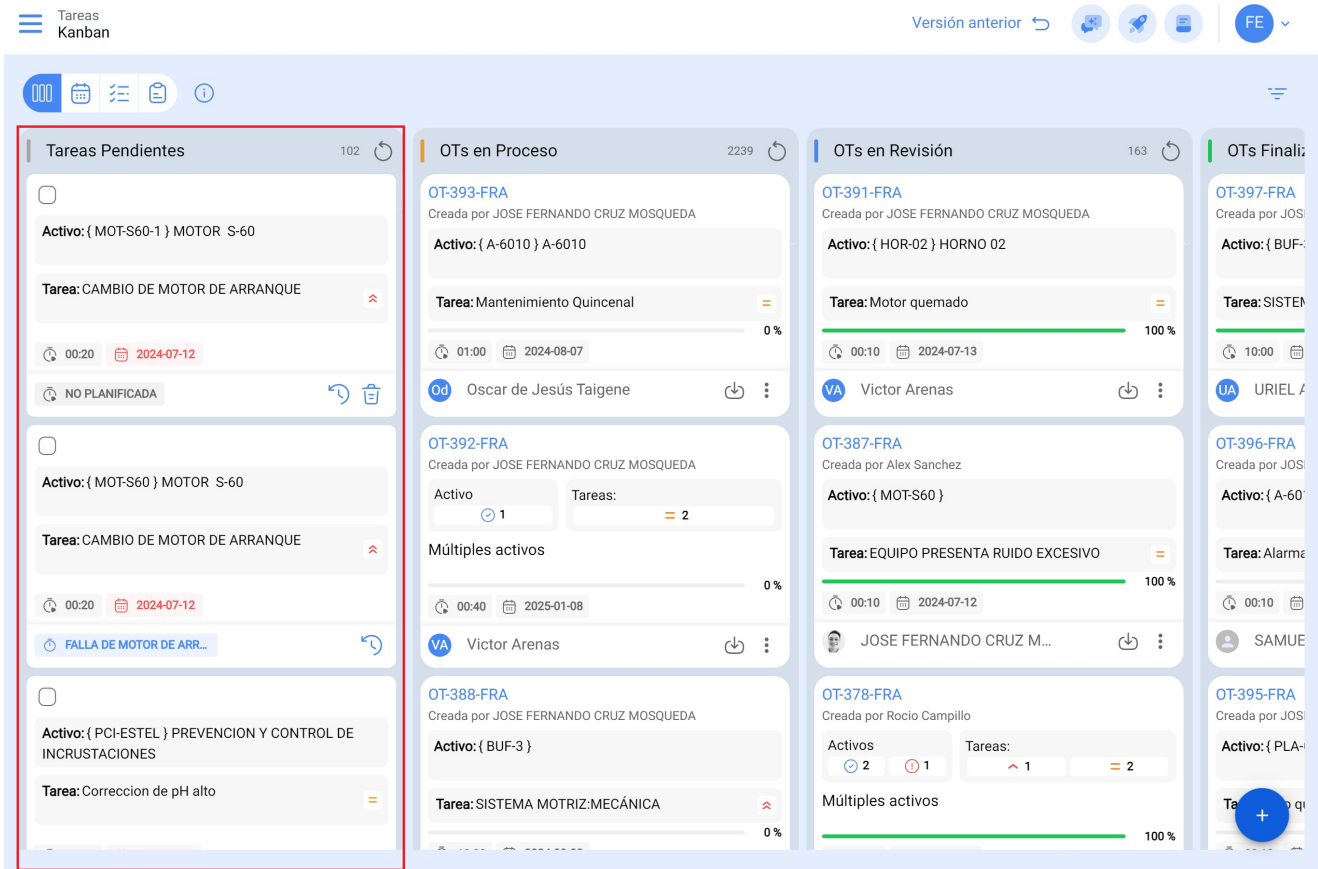 Tareas
Kanban
Versión anterior
FE
Tareas Pendientes
102
Activo: { MOT-S60-1 } MOTOR S-60
Tarea: CAMBIO DE MOTOR DE ARRANQUE
00:20
2024-07-12
NO PLANIFICADA
Activo: { MOT-S60 } MOTOR S-60
Tarea: CAMBIO DE MOTOR DE ARRANQUE
00:20
2024-07-12
FALLA DE MOTOR DE ARR...
Activo: { PCI-ESTEL } PREVENCION Y CONTROL DE
INCRUSTACIONES
Tarea: Correccion de pH alto
OTs en Proceso
2239
OT-393-FRA
Creada por JOSE FERNANDO CRUZ MOSQUEDA
Activo: { A-6010 } A-6010
Tarea: Mantenimiento Quincenal
0 %
01:00
2024-08-07
Od
Oscar de Jesús Taigene
OT-392-FRA
Creada por JOSE FERNANDO CRUZ MOSQUEDA
Activo
Tareas:
1
2
Múltiples activos
0 %
00:40
2025-01-08
VA
Victor Arenas
OT-388-FRA
Creada por JOSE FERNANDO CRUZ MOSQUEDA
Activo: { BUF-3 }
Tarea: SISTEMA MOTRIZ:MECÁNICA
0 %
OTs en Revisión
163
OT-391-FRA
Creada por JOSE FERNANDO CRUZ MOSQUEDA
Activo: { HOR-02 } HORNO 02
Tarea: Motor quemado
100 %
00:10
2024-07-13
VA
Victor Arenas
OT-387-FRA
Creada por Alex Sanchez
Activo: { MOT-S60 }
Tarea: EQUIPO PRESENTA RUIDO EXCESIVO
100 %
00:10
2024-07-12
JOSE FERNANDO CRUZ M...
OT-378-FRA
Creada por Rocio Campillo
Activos
Tareas:
2
1
1
2
Múltiples activos
100 %
OTs Finaliz
OT-397-FRA
Creada por JOS
Activo: { BUF-
Tarea: SISTEM
10:00
UA
URIEL A
OT-396-FRA
Creada por JOS
Activo: { A-601
Tarea: Alarma
00:10
SAMUE
OT-395-FRA
Creada por JOS
Activo: { PLA-